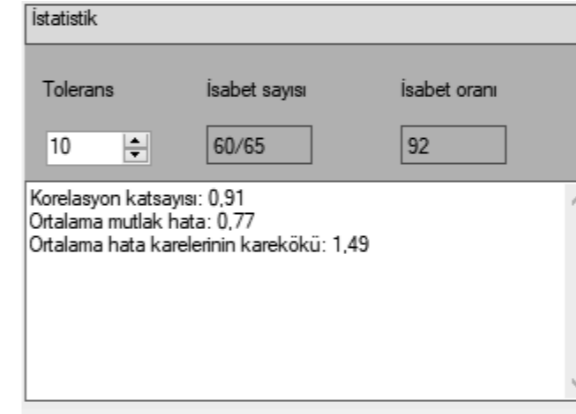 İstatistik
Tolerans İsabet sayısı İsabet oranı
10 60/65 92
Korelasyon katsayısı: 0,91
Ortalama mutlak hata: 0,77
Ortalama hata karelerinin karekökü: 1,49